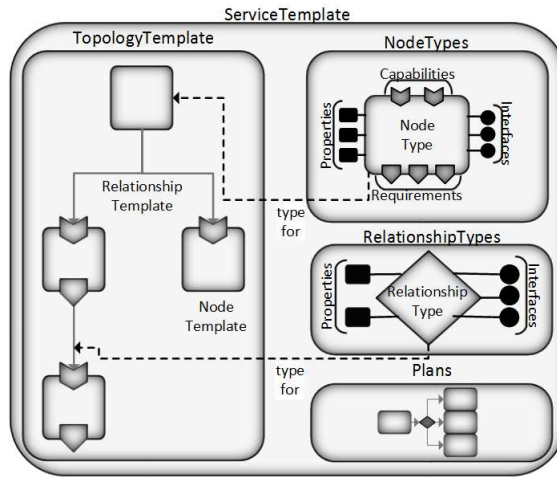 ServiceTemplate
TopologyTemplate
Relationship
Template
Node
Template
type
for
type
for
NodeTypes
Capabilities
Properties
Node
Type
Interfaces
Requirements
RelationshipTypes
Properties
Relationship
Type
Interfaces
Plans